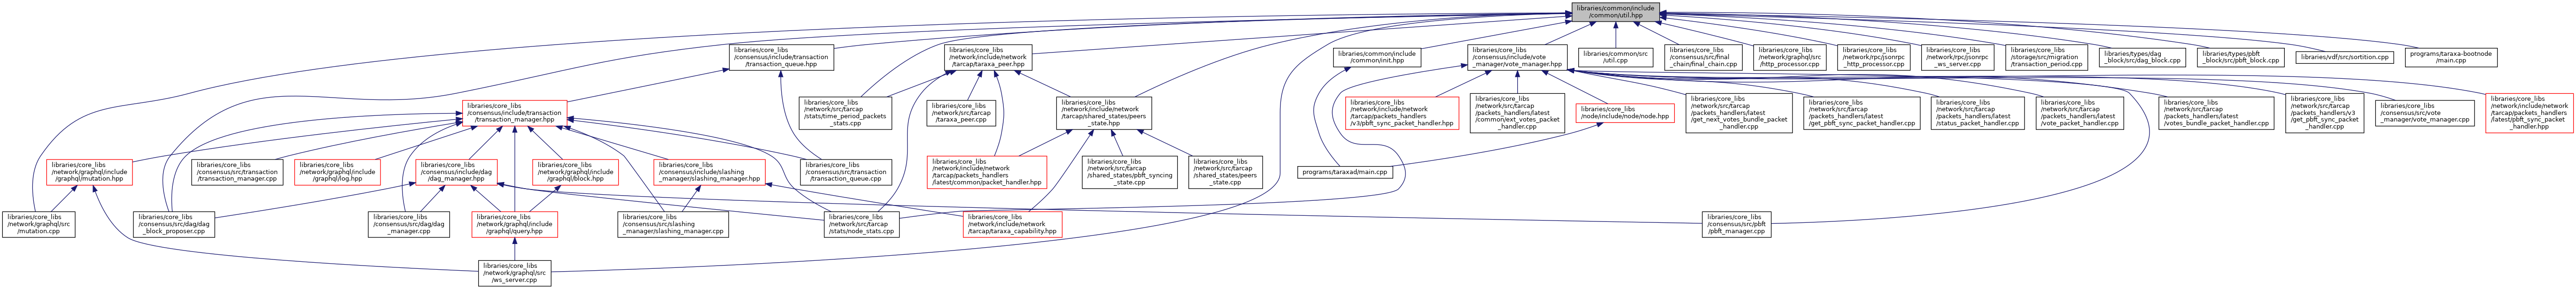 libraries/common/include
/common/util.hpp
libraries/core_libs
/consensus/include/transaction
/transaction_queue.hpp
libraries/core_libs
/network/include/network
/tarcap/taraxa_peer.hpp
libraries/common/include
/common/init.hpp
libraries/core_libs
/consensus/include/vote
_manager/vote_manager.hpp
libraries/common/src
/util.cpp
libraries/core_libs
/consensus/src/final
_chain/final_chain.cpp
libraries/core_libs
/network/graphql/src
/http_processor.cpp
libraries/core_libs
/network/rpc/jsonrpc
_http_processor.cpp
libraries/core_libs
/network/rpc/jsonrpc
_ws_server.cpp
libraries/core_libs
/storage/src/migration
/transaction_period.cpp
libraries/types/dag
_block/src/dag_block.cpp
libraries/types/pbft
_block/src/pbft_block.cpp
libraries/vdf/src/sortition.cpp
programs/taraxa-bootnode
/main.cpp
libraries/core_libs
/consensus/include/transaction
/transaction_manager.hpp
libraries/core_libs
/network/src/tarcap
/stats/time_period_packets
_stats.cpp
libraries/core_libs
/network/src/tarcap
/taraxa_peer.cpp
libraries/core_libs
/network/include/network
/tarcap/shared_states/peers
_state.hpp
libraries/core_libs
/network/include/network
/tarcap/packets_handlers
/v3/pbft_sync_packet_handler.hpp
libraries/core_libs
/network/src/tarcap
/packets_handlers/latest
/common/ext_votes_packet
_handler.cpp
libraries/core_libs
/node/include/node/node.hpp
libraries/core_libs
/network/src/tarcap
/packets_handlers/latest
/get_next_votes_bundle_packet
_handler.cpp
libraries/core_libs
/network/src/tarcap
/packets_handlers/latest
/get_pbft_sync_packet_handler.cpp
libraries/core_libs
/network/src/tarcap
/packets_handlers/latest
/status_packet_handler.cpp
libraries/core_libs
/network/src/tarcap
/packets_handlers/latest
/vote_packet_handler.cpp
libraries/core_libs
/network/src/tarcap
/packets_handlers/latest
/votes_bundle_packet_handler.cpp
libraries/core_libs
/network/src/tarcap
/packets_handlers/v3
/get_pbft_sync_packet
_handler.cpp
libraries/core_libs
/consensus/src/vote
_manager/vote_manager.cpp
libraries/core_libs
/network/include/network
/tarcap/packets_handlers
/latest/pbft_sync_packet
_handler.hpp
libraries/core_libs
/network/graphql/include
/graphql/mutation.hpp
libraries/core_libs
/consensus/src/transaction
/transaction_manager.cpp
libraries/core_libs
/network/graphql/include
/graphql/log.hpp
libraries/core_libs
/consensus/include/dag
/dag_manager.hpp
libraries/core_libs
/network/graphql/include
/graphql/block.hpp
libraries/core_libs
/consensus/include/slashing
_manager/slashing_manager.hpp
libraries/core_libs
/consensus/src/transaction
/transaction_queue.cpp
libraries/core_libs
/network/include/network
/tarcap/packets_handlers
/latest/common/packet_handler.hpp
libraries/core_libs
/network/src/tarcap
/shared_states/pbft_syncing
_state.cpp
libraries/core_libs
/network/src/tarcap
/shared_states/peers
_state.cpp
programs/taraxad/main.cpp
libraries/core_libs
/network/graphql/src
/mutation.cpp
libraries/core_libs
/consensus/src/dag/dag
_block_proposer.cpp
libraries/core_libs
/consensus/src/dag/dag
_manager.cpp
libraries/core_libs
/network/graphql/include
/graphql/query.hpp
libraries/core_libs
/consensus/src/slashing
_manager/slashing_manager.cpp
libraries/core_libs
/network/src/tarcap
/stats/node_stats.cpp
libraries/core_libs
/network/include/network
/tarcap/taraxa_capability.hpp
libraries/core_libs
/consensus/src/pbft
/pbft_manager.cpp
libraries/core_libs
/network/graphql/src
/ws_server.cpp